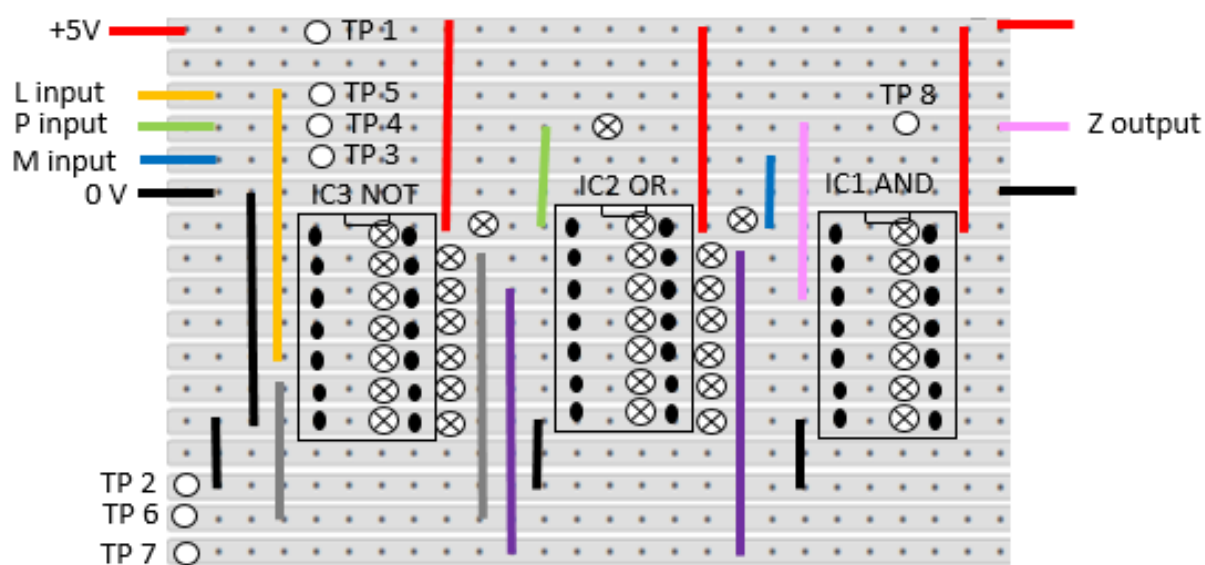 +5V
TP 1
L input
TP 5
TP 8
P input
TP 4
Z output
M input
TP 3
0 V
IC3 NOT
IC2 OR
IC1 AND
TP 2
TP 6
TP 7